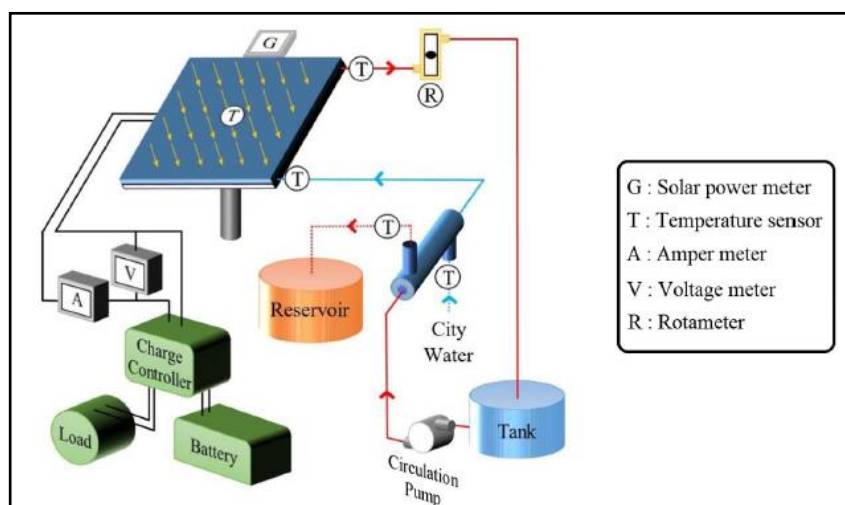 G
T
R
T
T
T
T
A
V
Reservoir
City
Water
Charge
Controller
Load
Battery
Circulation
Pump
Tank
G : Solar power meter
T : Temperature sensor
A : Amper meter
V : Voltage meter
R : Rotameter